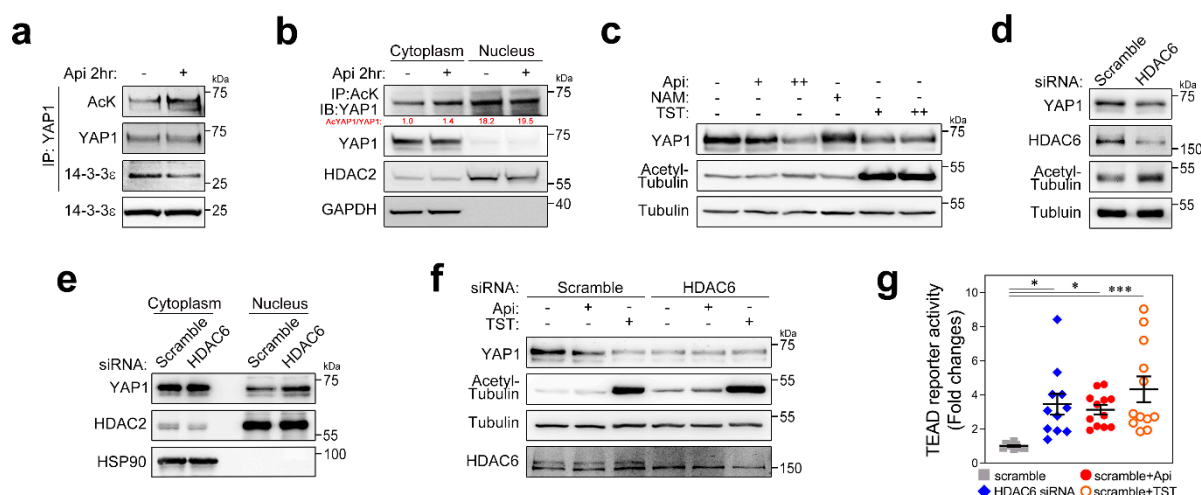 a
Api 2hr: - + kDa
IP: YAP1
AcK 75
YAP1 75
14-3-3ε 25
14-3-3ε 25
b
Cytoplasm Nucleus
Api 2hr: - + - + kDa
IP:AcK
IB:YAP1 75
AcYAP1/YAP1: 1.0 1.4 18.2 19.5
YAP1 75
HDAC2 55
GAPDH 40
c
Api: - + ++ - - -
NAM: - - - + - -
TST: - - - - + ++ kDa
YAP1 75
Acetyl-
Tubulin 55
Tubulin 55
d
siRNA: Scramble HDAC6 kDa
YAP1 75
HDAC6 150
Acetyl-
Tubulin 55
Tubluin 55
e
Cytoplasm Nucleus
siRNA: Scramble HDAC6 Scramble HDAC6 kDa
YAP1 75
HDAC2 55
HSP90 100
f
siRNA: Scramble HDAC6
Api: - + - - + -
TST: - - + - - + kDa
YAP1 75
Acetyl-
Tubulin 55
Tubulin 55
HDAC6 150
g
TEAD reporter activity
(Fold changes)
10
8
6
4
2
0
* * ***
scramble scramble+Api
HDAC6 siRNA scramble+TST